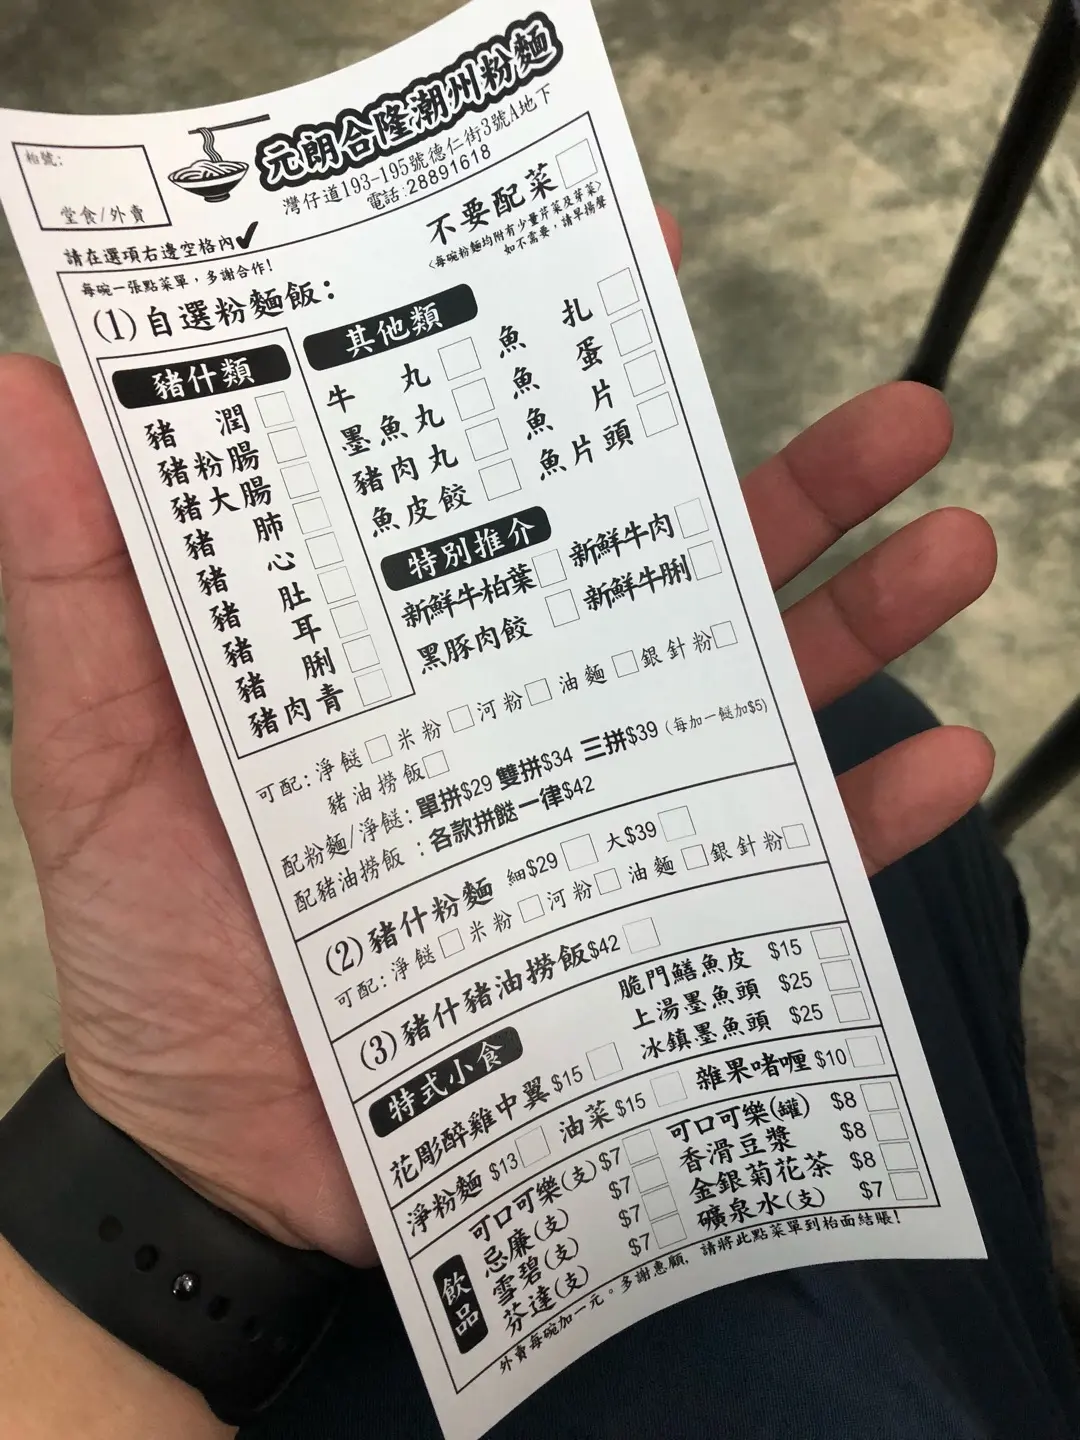 元朗合隆潮州粉麵
灣仔道193-195號德仁街3號A地下
電話:28891618
枱號:
堂食/外賣
請在選項右邊空格內✔
每碗一張點菜單，多謝合作!
不要配菜
<每碗粉麵均附有少量芹菜及芽菜>
如不需要，請早揚聲
(1)自選粉麵飯:
豬什類
豬潤
豬粉腸
豬大腸
豬肺
豬心
豬肚
豬耳
豬脷
豬肉青
其他類
牛丸
墨魚丸
豬肉丸
魚皮餃
魚扎
魚蛋
魚片
魚片頭
特別推介
新鮮牛柏葉
黑豚肉餃
新鮮牛肉
新鮮牛脷
可配:淨餸 米粉 河粉 油麵 銀針粉
豬油撈飯
配粉麵/淨餸:單拼$29 雙拼$34 三拼$39 (每加一餸加$5)
配豬油撈飯 :各款拼餸一律$42
(2)豬什粉麵 細$29 大$39
可配:淨餸 米粉 河粉 油麵 銀針粉
(3)豬什豬油撈飯$42
特式小食
脆門鱔魚皮 $15
上湯墨魚頭 $25
冰鎮墨魚頭 $25
花彫醉雞中翼 $15
淨粉麵 $13 油菜 $15 雜果啫喱 $10
飲品
可口可樂(支) $7
忌廉(支) $7
雪碧(支) $7
芬達(支) $7
可口可樂(罐) $8
香滑豆漿 $8
金銀菊花茶 $8
礦泉水(支) $7
外賣每碗加一元。多謝惠顧，請將此點菜單到枱面結賬!